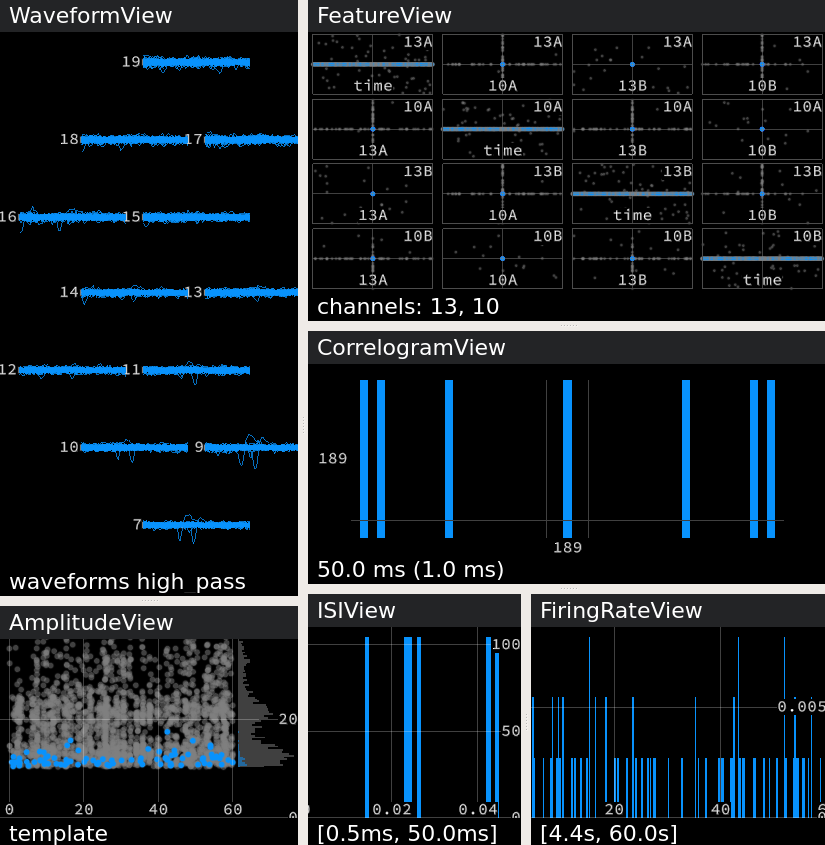 WaveformView
19
18 17
16 15
14 13
12 11
10 9
7
waveforms high_pass
FeatureView
13A 13A 13A 13A
time 10A 13B 10B
10A 10A 10A 10A
13A time 13B 10B
13B 13B 13B 13B
13A 10A time 10B
10B 10B 10B 10B
13A 10A 13B time
channels: 13, 10
CorrelogramView
189
189
50.0 ms (1.0 ms)
AmplitudeView
20
0 20 40 60 0
template
ISIView
100
50
0.02 0.04 0
[0.5ms, 50.0ms]
FiringRateView
0.005
20 40 6
[4.4s, 60.0s]